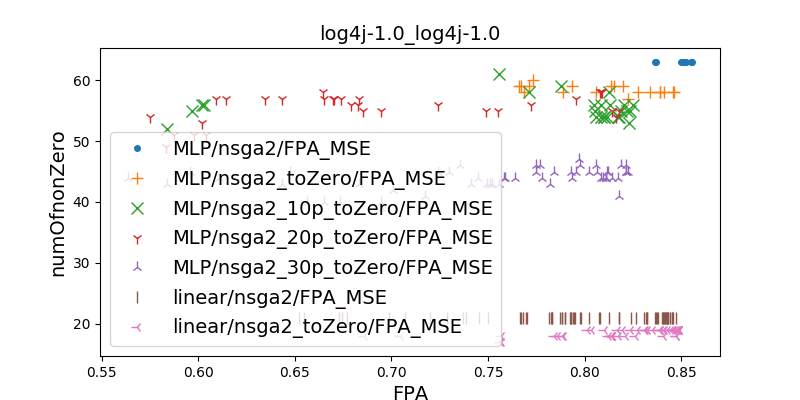 log4j-1.0_log4j-1.0
numOfnonZero
60
50
40
30
20
MLP/nsga2/FPA_MSE
MLP/nsga2_toZero/FPA_MSE
MLP/nsga2_10p_toZero/FPA_MSE
MLP/nsga2_20p_toZero/FPA_MSE
MLP/nsga2_30p_toZero/FPA_MSE
linear/nsga2/FPA_MSE
linear/nsga2_toZero/FPA_MSE
0.55 0.60 0.65 0.70 0.75 0.80 0.85
FPA